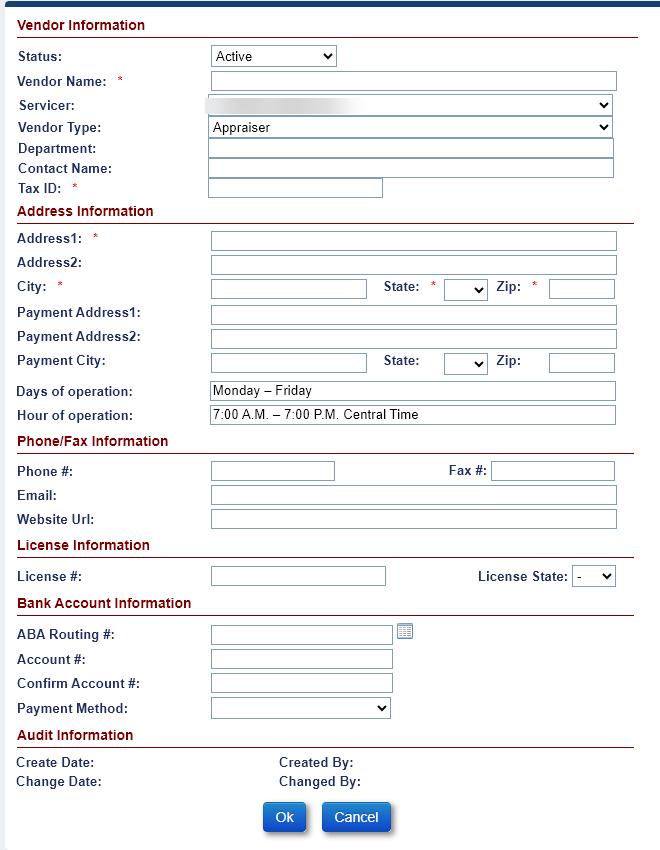 Vendor Information
Status: Active
Vendor Name: *
Servicer:
Vendor Type: Appraiser
Department:
Contact Name:
Tax ID: *
Address Information
Address1: *
Address2:
City: * State: * Zip: *
Payment Address1:
Payment Address2:
Payment City: State: Zip:
Days of operation: Monday – Friday
Hour of operation: 7:00 A.M. – 7:00 P.M. Central Time
Phone/Fax Information
Phone #: Fax #:
Email:
Website Url:
License Information
License #: License State: -
Bank Account Information
ABA Routing #:
Account #:
Confirm Account #:
Payment Method:
Audit Information
Create Date: Created By:
Change Date: Changed By:
Ok Cancel